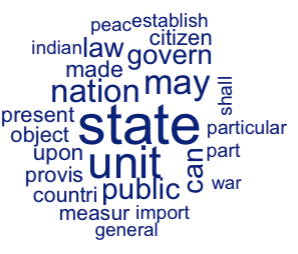 peac establish
indian law citizen
made govern
nation may
shall
present state particular
object
upon unit can part
provis war
countri public
measur import
general